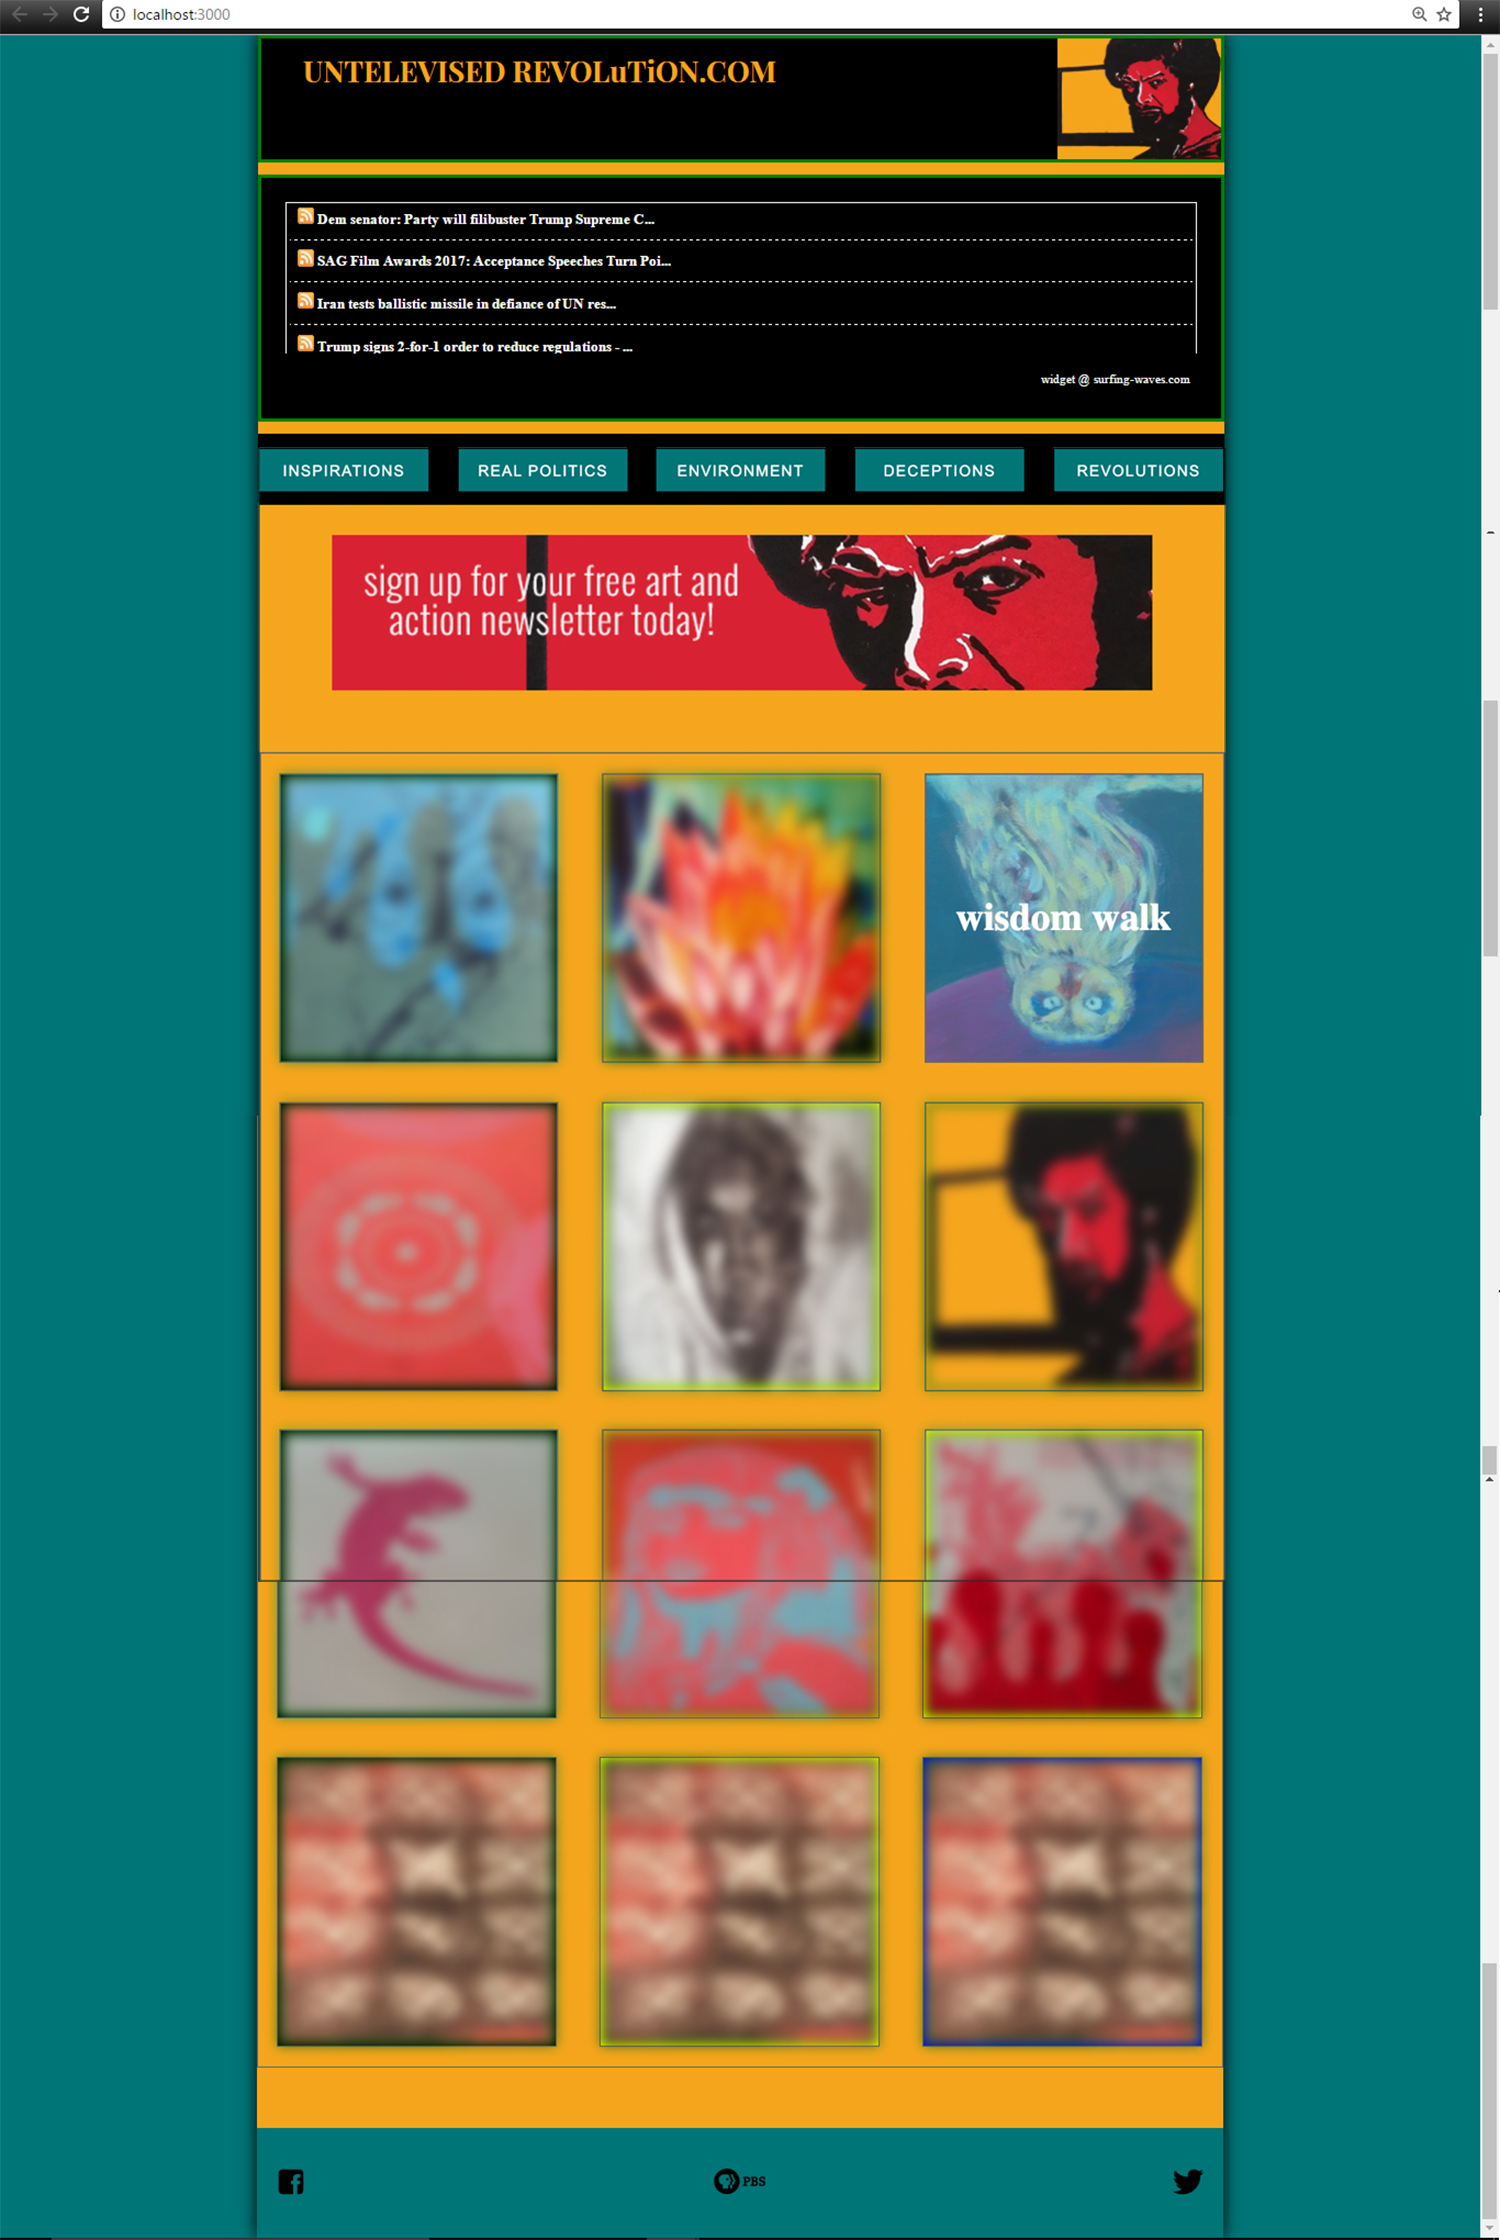 localhost:3000
UNTELEVISED REVOLuTiON.COM
Dem senator: Party will filibuster Trump Supreme C...
SAG Film Awards 2017: Acceptance Speeches Turn Poi...
Iran tests ballistic missile in defiance of UN res...
Trump signs 2-for-1 order to reduce regulations - ...
widget @ surfing-waves.com
INSPIRATIONS REAL POLITICS ENVIRONMENT DECEPTIONS REVOLUTIONS
sign up for your free art and
action newsletter today!
wisdom walk
PBS